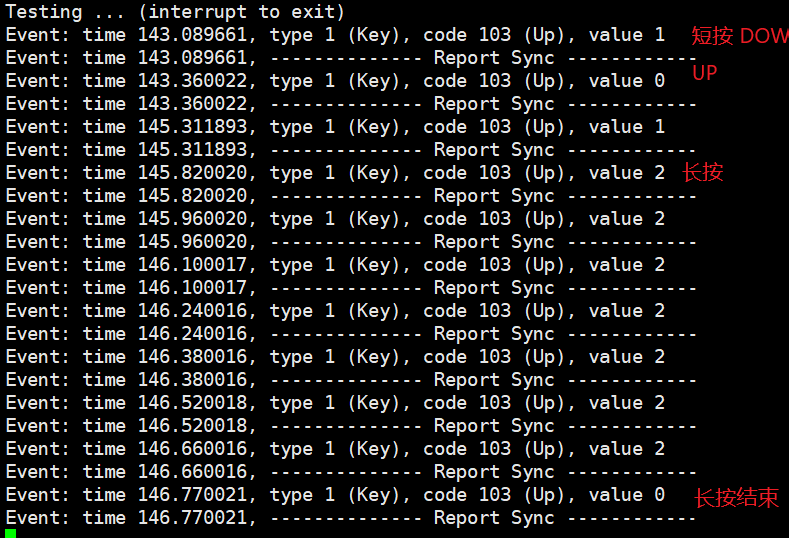 Testing ... (interrupt to exit)
Event: time 143.089661, type 1 (Key), code 103 (Up), value 1 短按 DOW
Event: time 143.089661, -------------- Report Sync ------------
UP
Event: time 143.360022, type 1 (Key), code 103 (Up), value 0
Event: time 143.360022, -------------- Report Sync ------------
Event: time 145.311893, type 1 (Key), code 103 (Up), value 1
Event: time 145.311893, -------------- Report Sync ------------
Event: time 145.820020, type 1 (Key), code 103 (Up), value 2 长按
Event: time 145.820020, -------------- Report Sync ------------
Event: time 145.960020, type 1 (Key), code 103 (Up), value 2
Event: time 145.960020, -------------- Report Sync ------------
Event: time 146.100017, type 1 (Key), code 103 (Up), value 2
Event: time 146.100017, -------------- Report Sync ------------
Event: time 146.240016, type 1 (Key), code 103 (Up), value 2
Event: time 146.240016, -------------- Report Sync ------------
Event: time 146.380016, type 1 (Key), code 103 (Up), value 2
Event: time 146.380016, -------------- Report Sync ------------
Event: time 146.520018, type 1 (Key), code 103 (Up), value 2
Event: time 146.520018, -------------- Report Sync ------------
Event: time 146.660016, type 1 (Key), code 103 (Up), value 2
Event: time 146.660016, -------------- Report Sync ------------
Event: time 146.770021, type 1 (Key), code 103 (Up), value 0 长按结束
Event: time 146.770021, -------------- Report Sync ------------